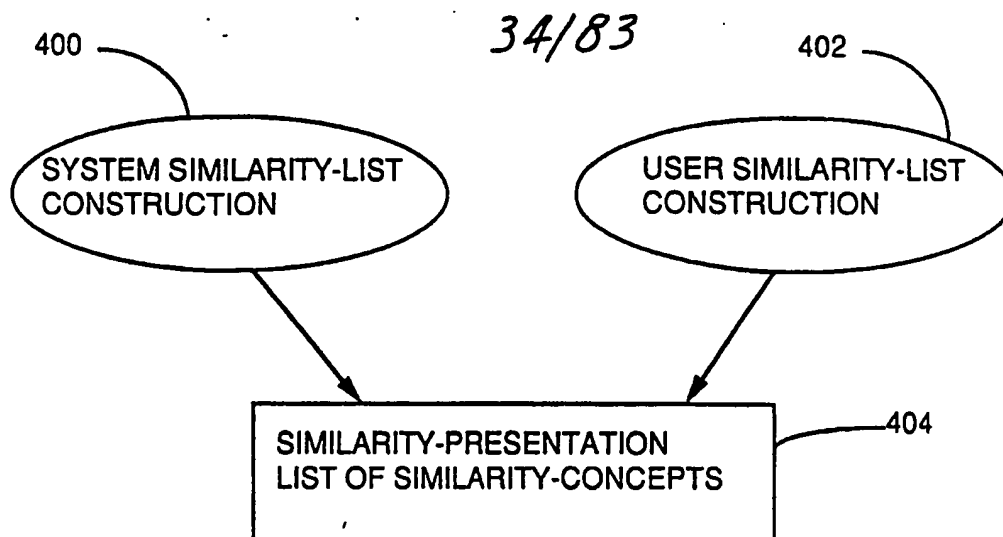 34/83
400
402
SYSTEM SIMILARITY-LIST
CONSTRUCTION
USER SIMILARITY-LIST
CONSTRUCTION
404
SIMILARITY-PRESENTATION
LIST OF SIMILARITY-CONCEPTS